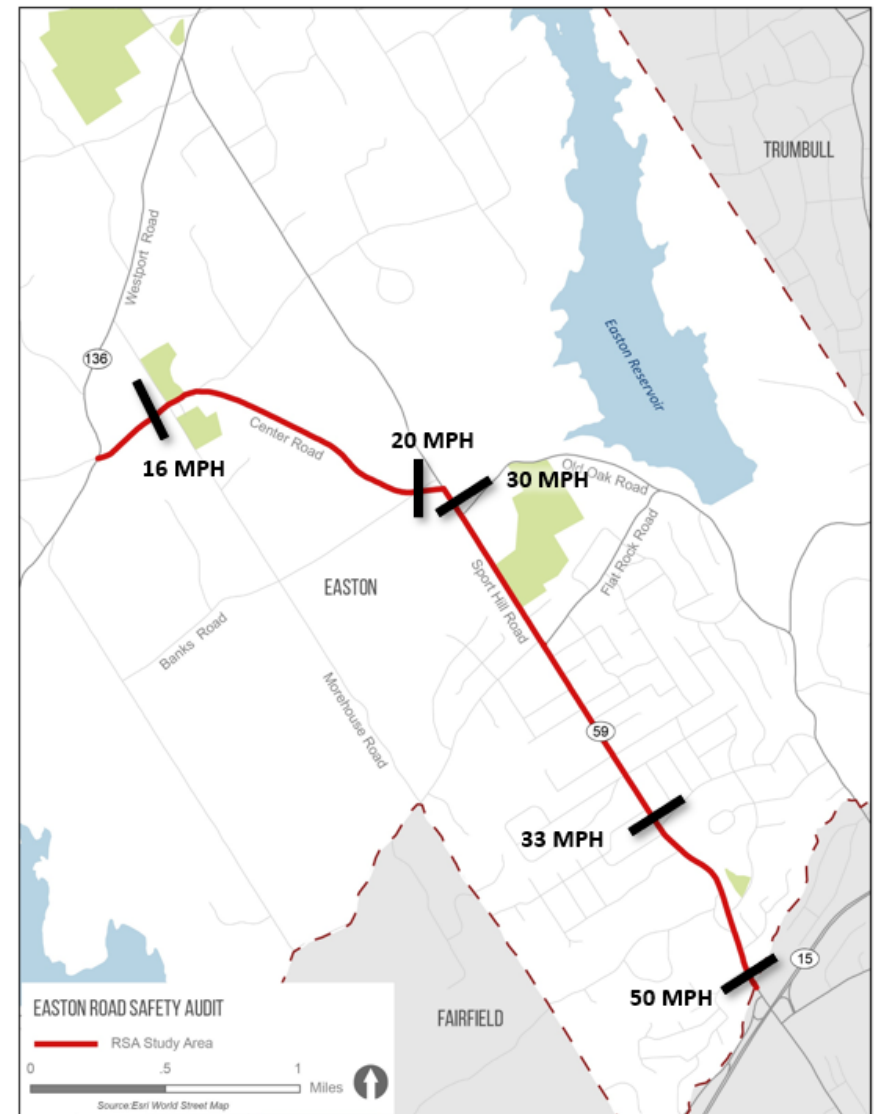 TRUMBULL
Westport Road
Easton Reservoir
136
Center Road
20 MPH
16 MPH
30 MPH
Old Oak Road
Flat Rock Road
Sport Hill Road
EASTON
Banks Road
Morehouse Road
59
33 MPH
15
50 MPH
FAIRFIELD
EASTON ROAD SAFETY AUDIT
RSA Study Area
0 .5 1
Miles
Source:Esri World Street Map